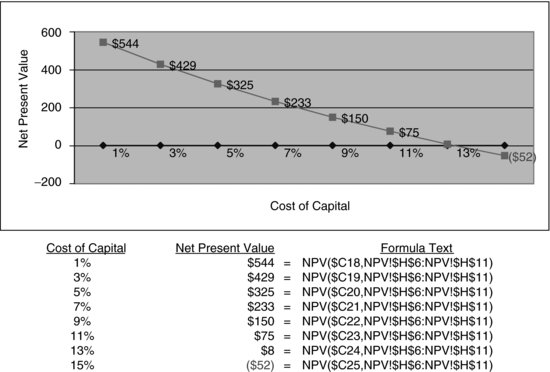 600
400
200
0
−200
Net Present Value
$544
$429
$325
$233
$150
$75
($52)
1% 3% 5% 7% 9% 11% 13%
Cost of Capital
Cost of Capital Net Present Value Formula Text
1% $544 = NPV($C18,NPV!$H$6:NPV!$H$11)
3% $429 = NPV($C19,NPV!$H$6:NPV!$H$11)
5% $325 = NPV($C20,NPV!$H$6:NPV!$H$11)
7% $233 = NPV($C21,NPV!$H$6:NPV!$H$11)
9% $150 = NPV($C22,NPV!$H$6:NPV!$H$11)
11% $75 = NPV($C23,NPV!$H$6:NPV!$H$11)
13% $8 = NPV($C24,NPV!$H$6:NPV!$H$11)
15% ($52) = NPV($C25,NPV!$H$6:NPV!$H$11)